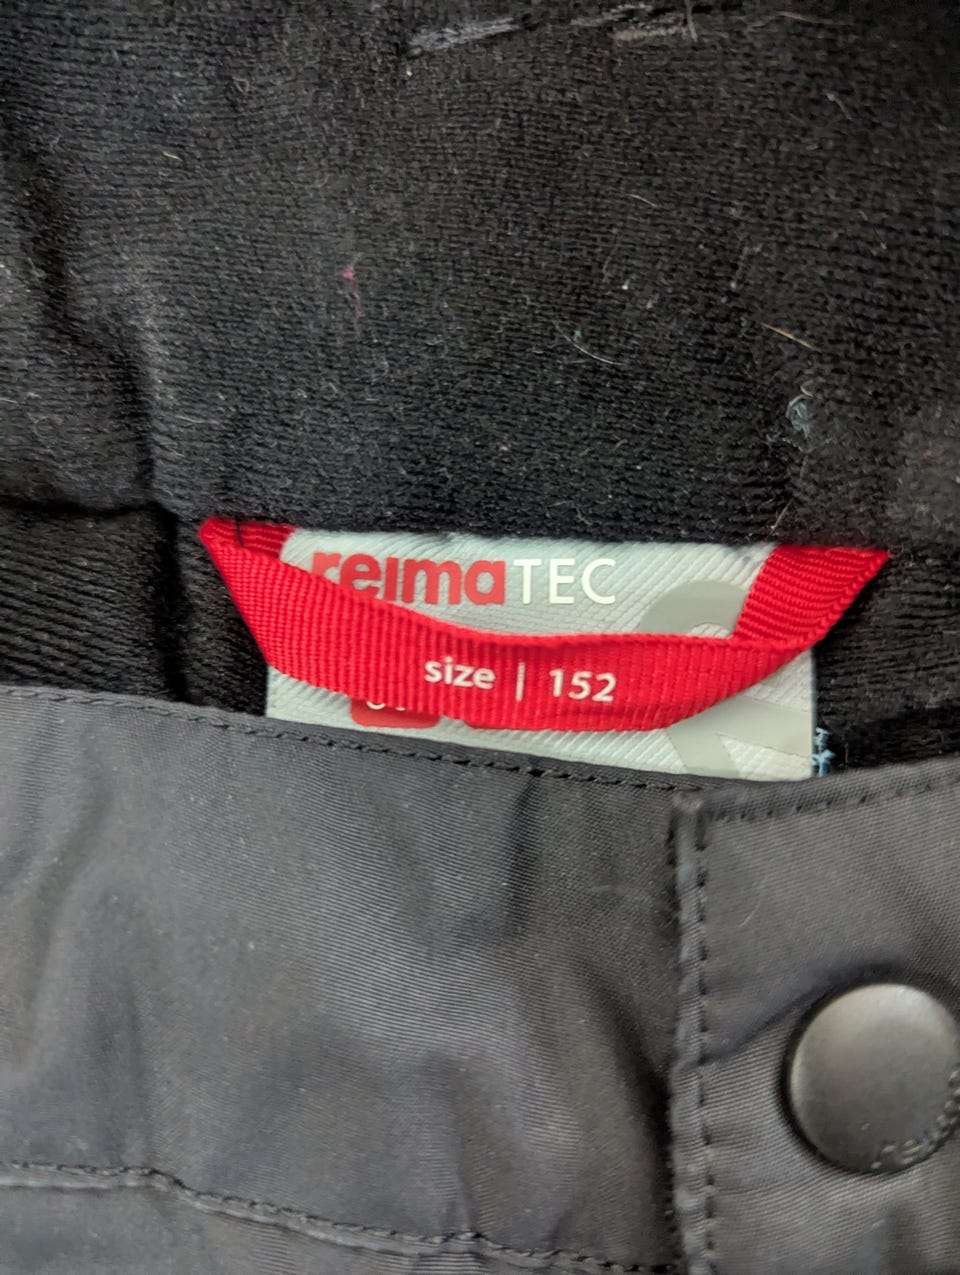 reimaTEC
size | 152